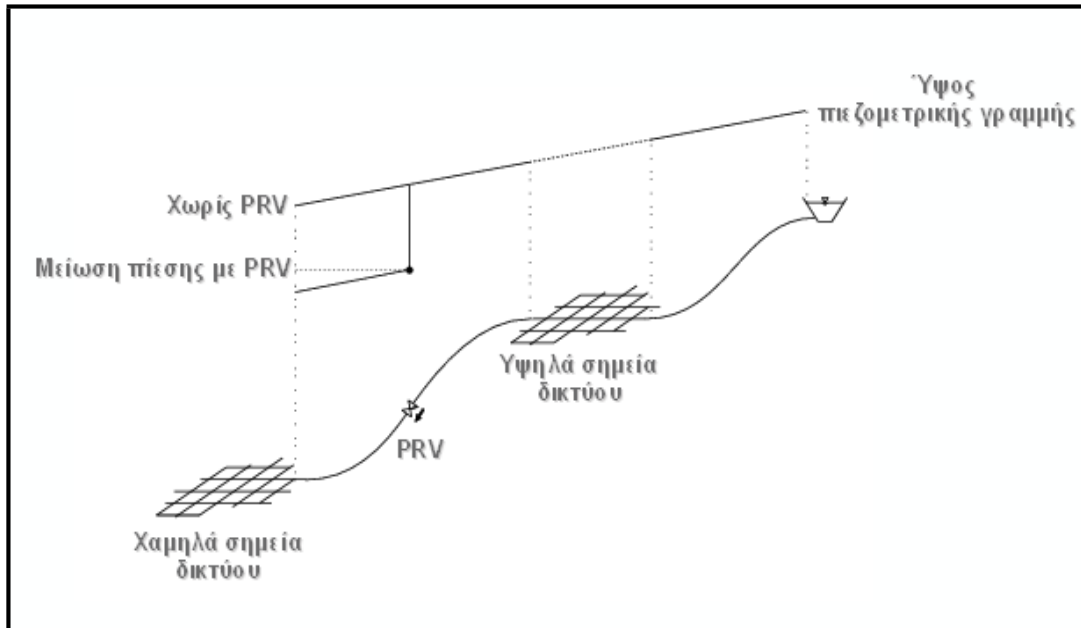 Ύψος
πιεζομετρικής γραμμής
Χωρίς PRV
Μείωση πίεσης με PRV
Υψηλά σημεία
δικτύου
PRV
Χαμηλά σημεία
δικτύου